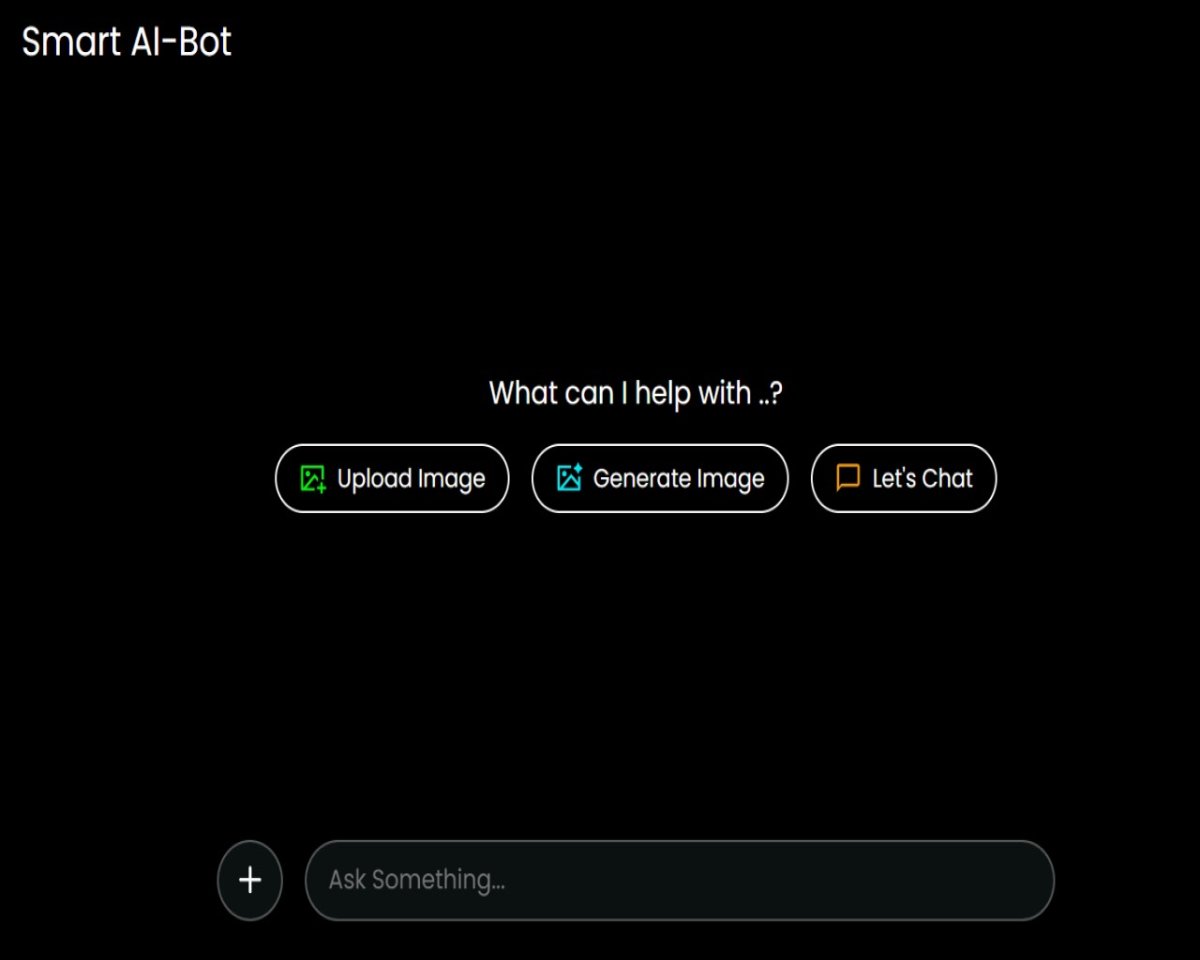 Smart AI-Bot
What can I help with ..?
Upload Image
Generate Image
Let's Chat
Ask Something...